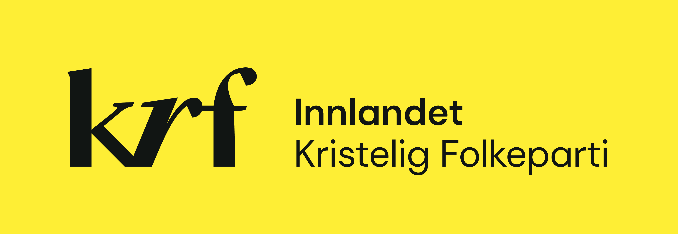 krf
Innlandet
Kristelig Folkeparti